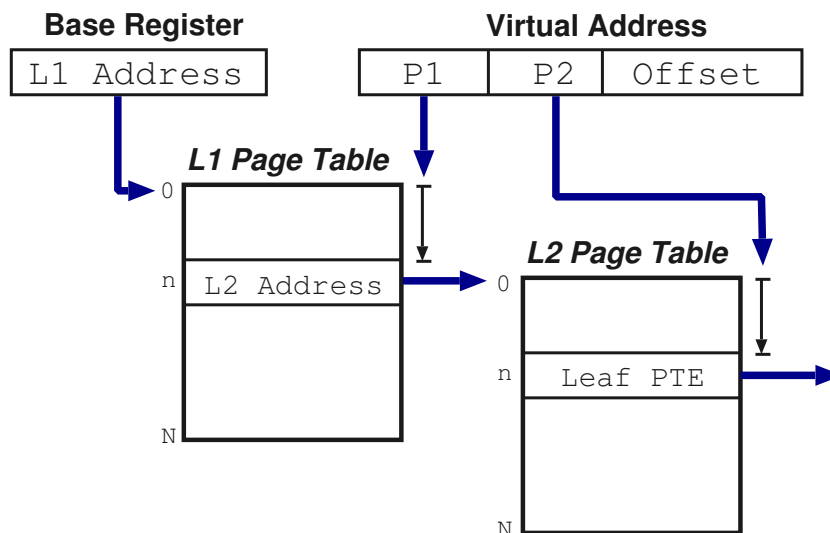 Base Register
Virtual Address
L1 Address
P1
P2
Offset
L1 Page Table
0
L2 Page Table
n
L2 Address
0
n
Leaf PTE
N
N